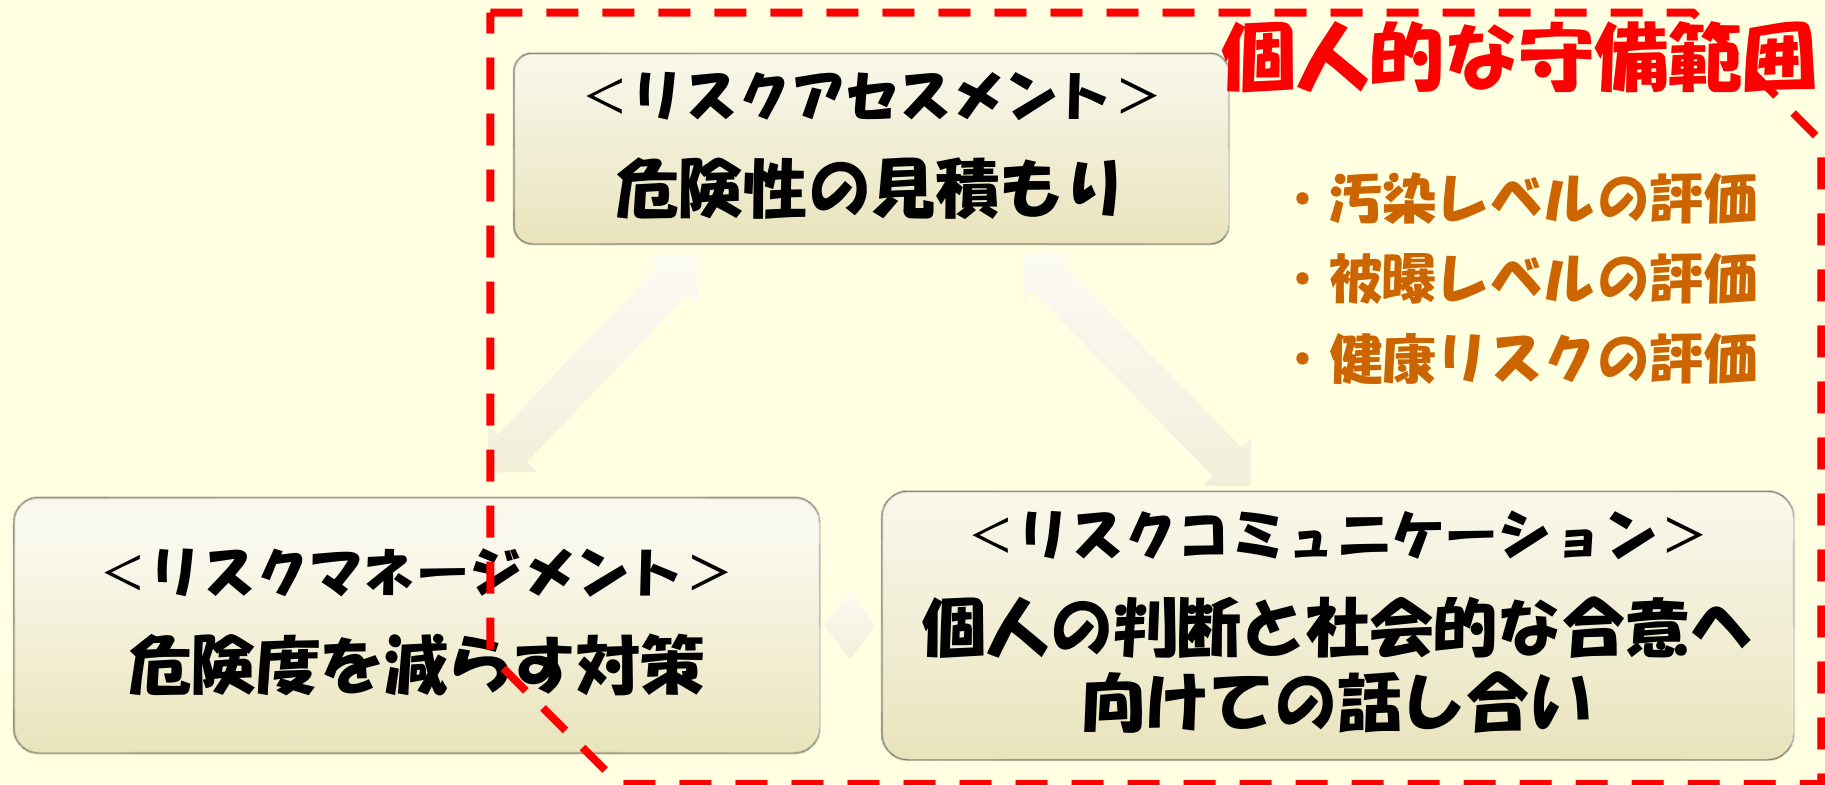 個人的な守備範囲
＜リスクアセスメント＞
危険性の見積もり
・汚染レベルの評価
・被曝レベルの評価
・健康リスクの評価
＜リスクマネージメント＞
危険度を減らす対策
＜リスクコミュニケーション＞
個人の判断と社会的な合意へ
向けての話し合い